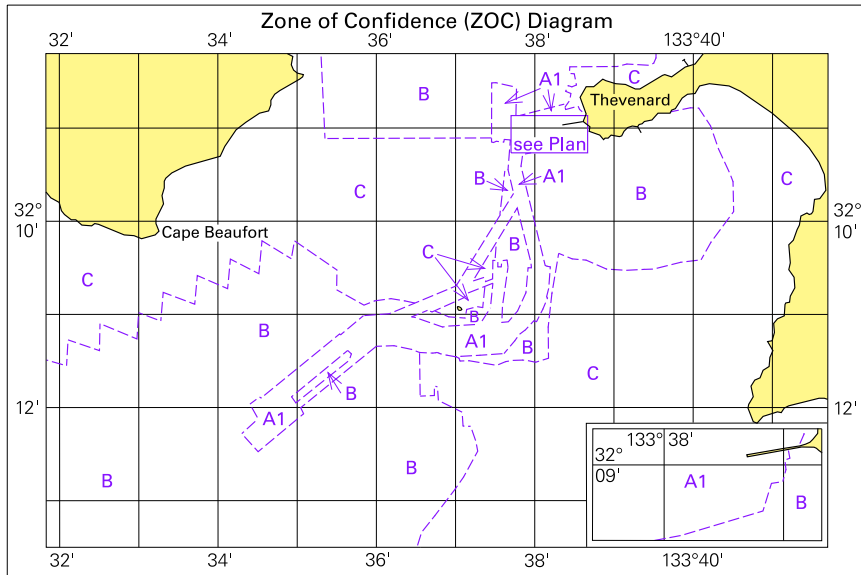 Zone of Confidence (ZOC) Diagram
32' 34' 36' 38' 133°40'
A1 C
B
Thevenard
see Plan
B A1
C B C
32°
10'
32°
10'
Cape Beaufort
B
C
C
B
B
A1 B
C
B
12'
12'
A1
B
B
B
133° 38'
32°
09'
A1
B
32' 34' 36' 38' 133°40'